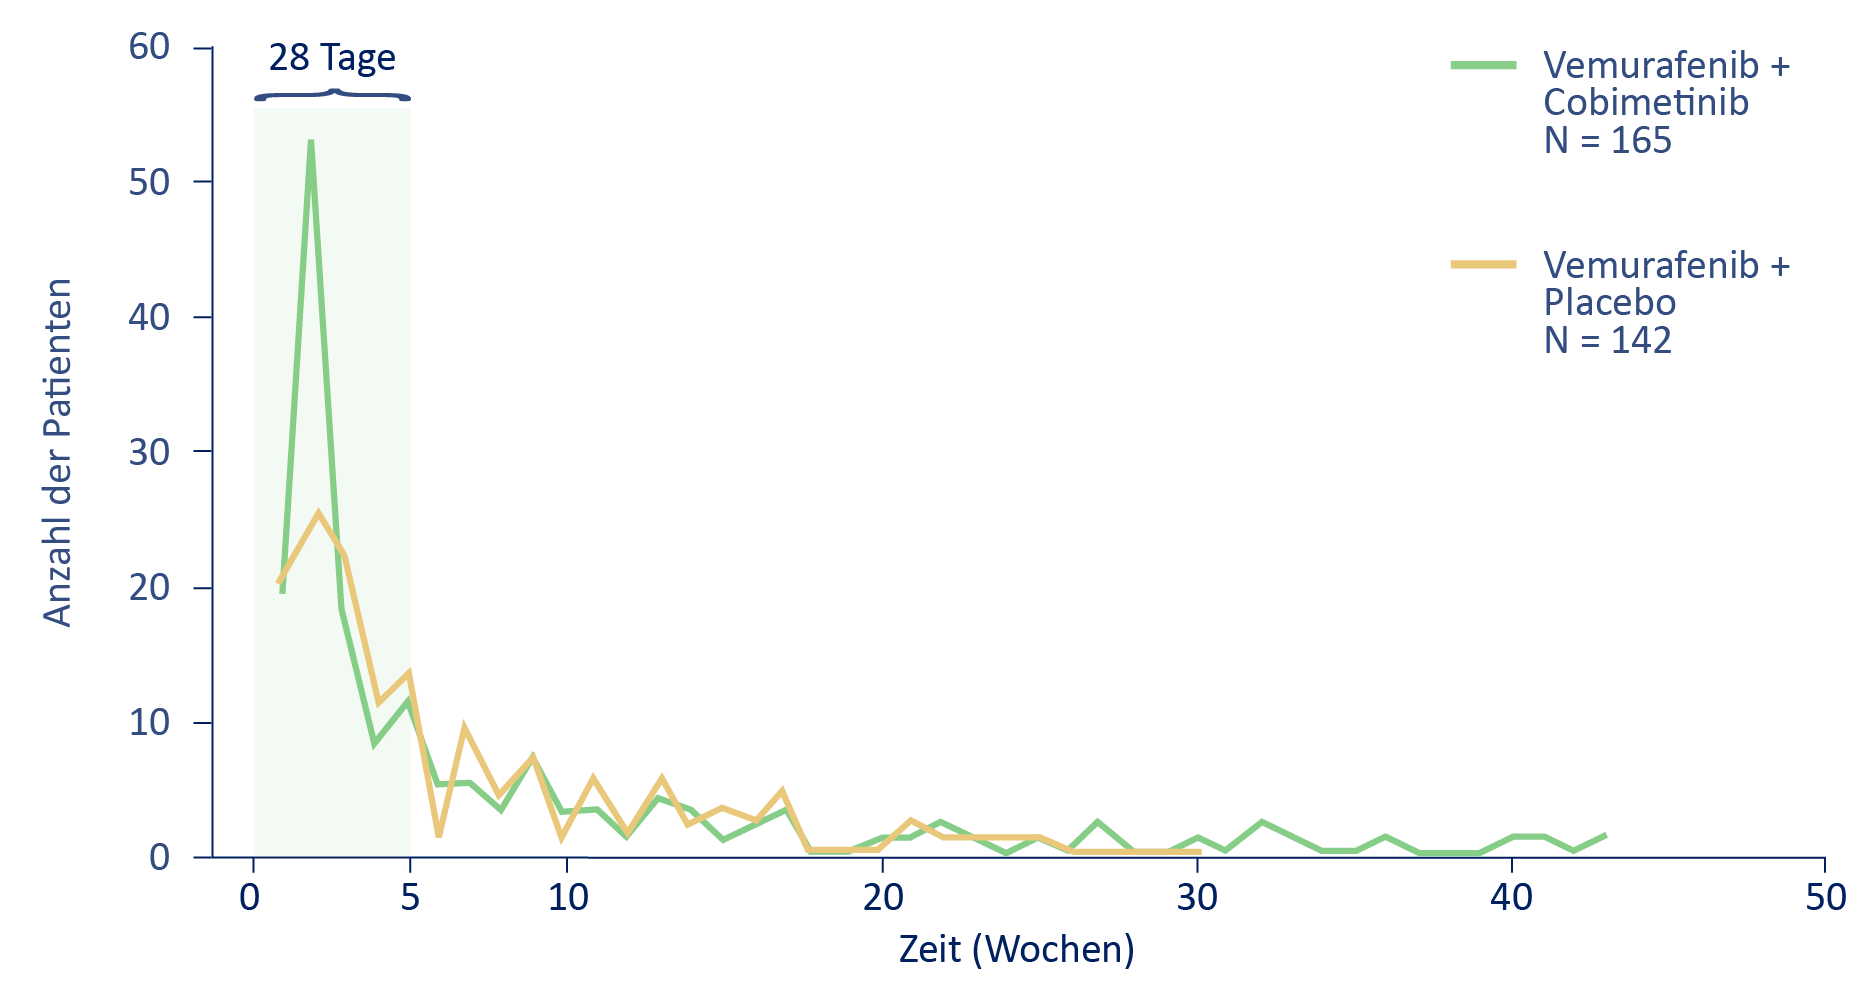 60
28 Tage
50
40
30
20
10
0
Anzahl der Patienten
Vemurafenib +
Cobimetinib
N = 165
Vemurafenib +
Placebo
N = 142
0 5 10 20 30 40 50
Zeit (Wochen)